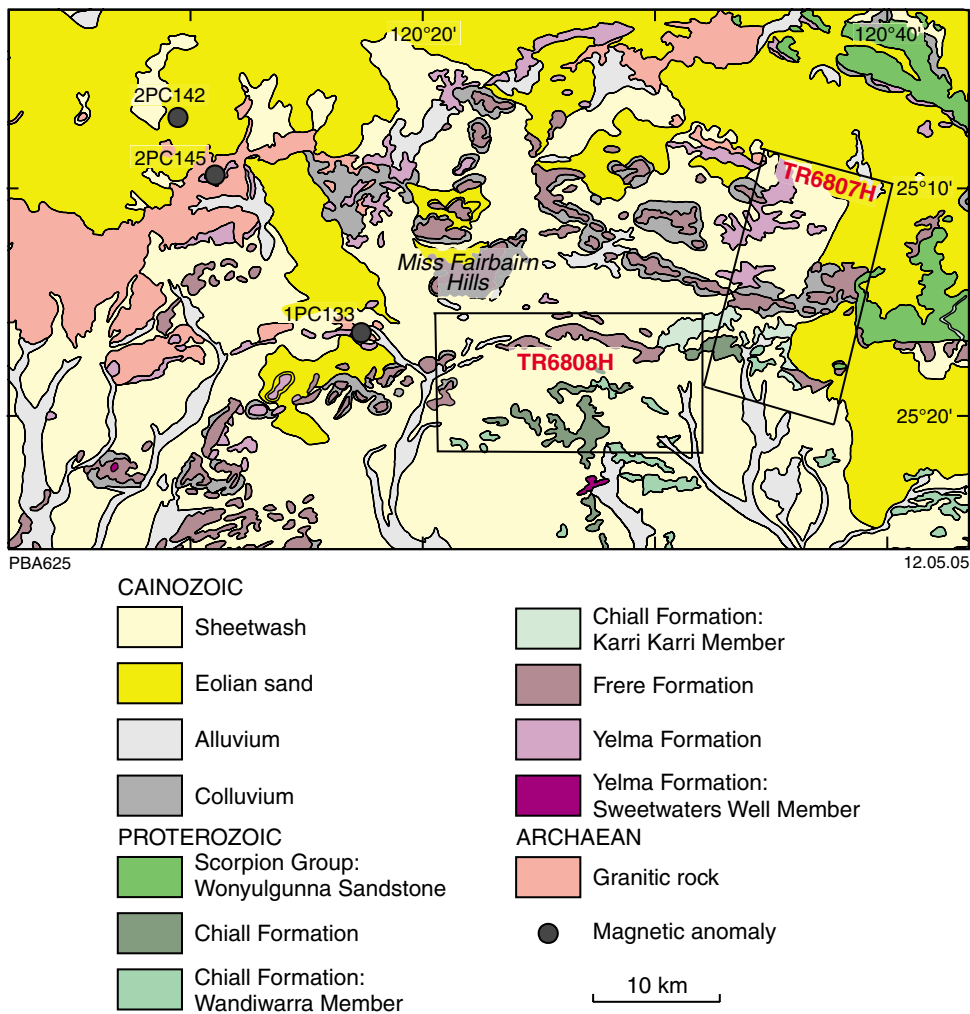 120°20'
120°40'
2PC142
2PC145
TR6807H
25°10'
Miss Fairbairn
Hills
1PC133
TR6808H
25°20'
PBA625
12.05.05
CAINOZOIC
Sheetwash
Eolian sand
Alluvium
Colluvium
PROTEROZOIC
Scorpion Group:
Wonyulgunna Sandstone
Chiall Formation
Chiall Formation:
Wandiwarra Member
Chiall Formation:
Karri Karri Member
Frere Formation
Yelma Formation
Yelma Formation:
Sweetwaters Well Member
ARCHAEAN
Granitic rock
Magnetic anomaly
10 km